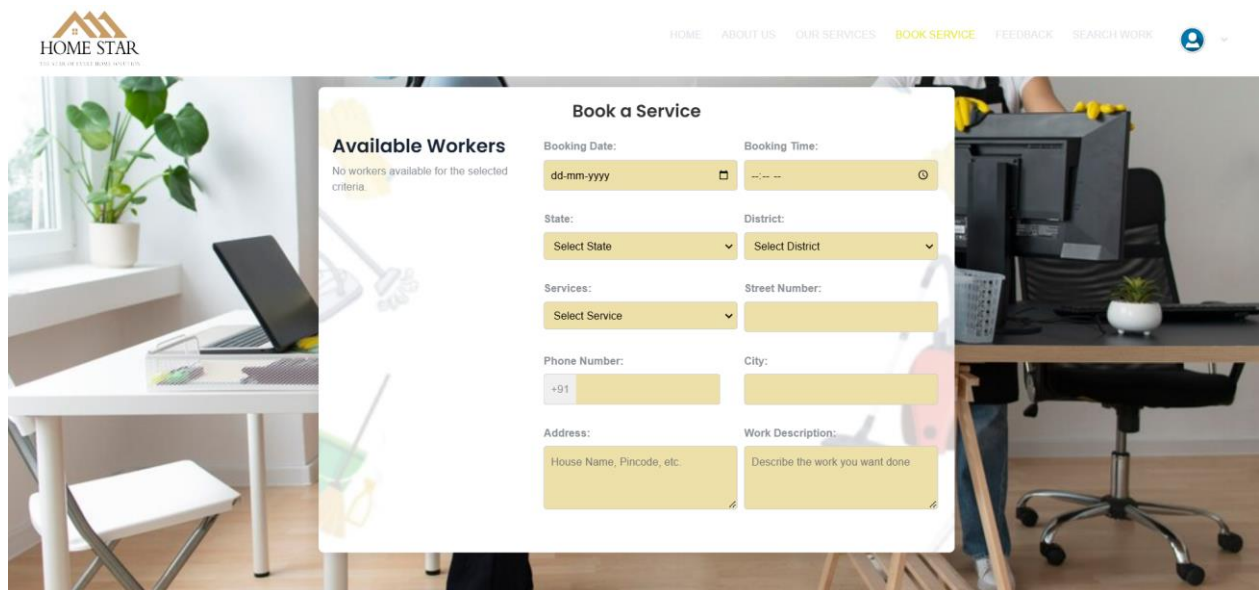 HOME STAR
HOME ABOUT US OUR SERVICES BOOK SERVICE FEEDBACK SEARCH WORK
Book a Service
Available Workers
No workers available for the selected
criteria.
Booking Date: Booking Time:
dd-mm-yyyy --:-- --
State: District:
Select State Select District
Services: Street Number:
Select Service
Phone Number: City:
+91
Address: Work Description:
House Name, Pincode, etc. Describe the work you want done